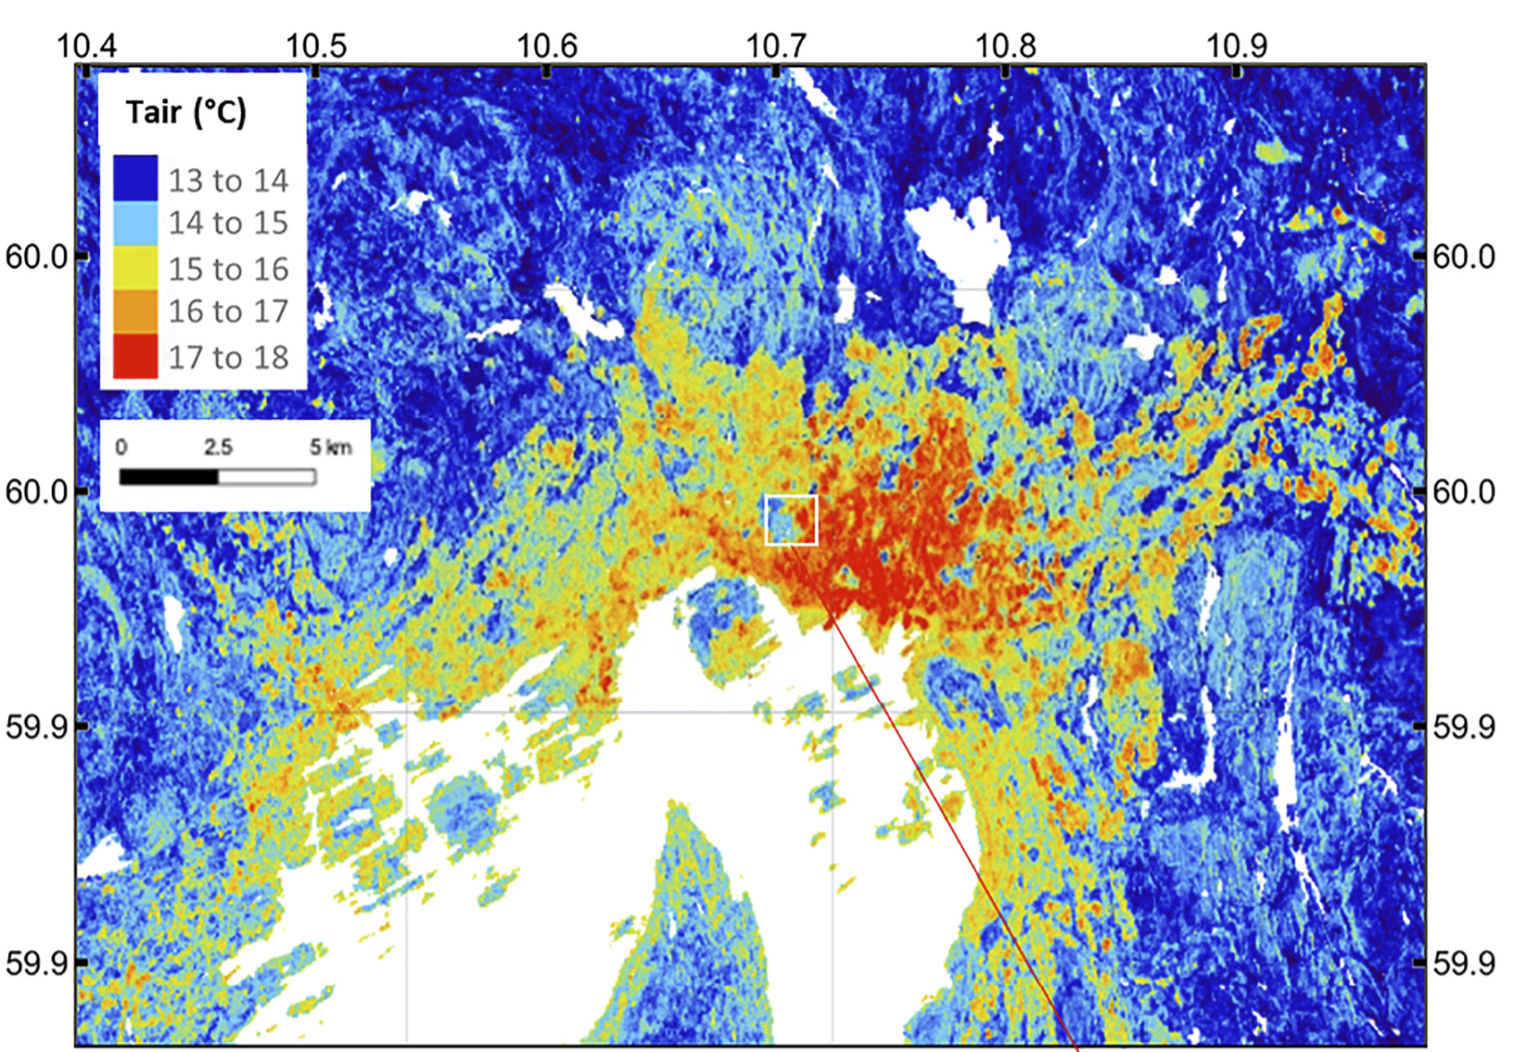 10.4 10.5 10.6 10.7 10.8 10.9
Tair (°C)
13 to 14
14 to 15
15 to 16
16 to 17
17 to 18
0 2.5 5 km
60.0 60.0
60.0 60.0
59.9 59.9
59.9 59.9